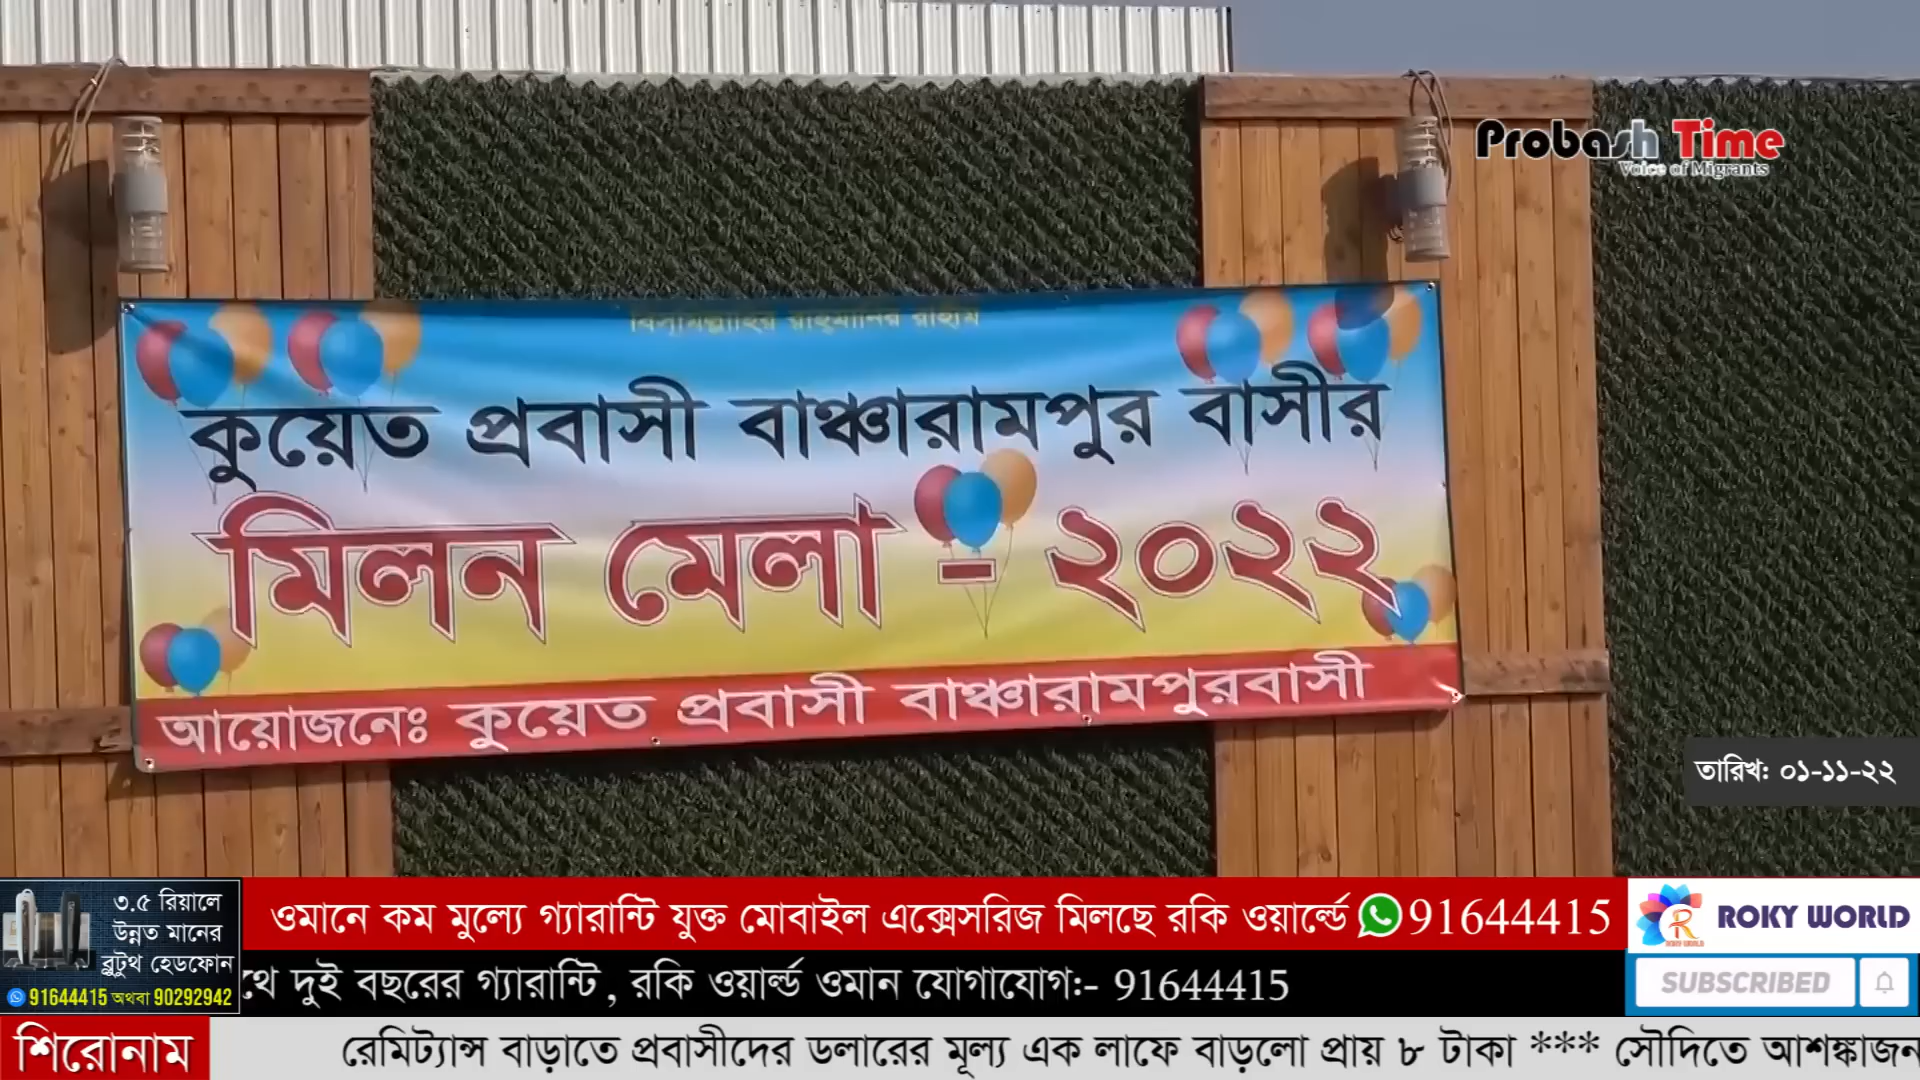 Probash Time
Voice of Migrants
বিসমিল্লাহির রাহমানির রাহীম
কুয়েত প্রবাসী বাঞ্চারামপুর বাসীর
মিলন মেলা - ২০২২
আয়োজনেঃ কুয়েত প্রবাসী বাঞ্চারামপুরবাসী
তারিখ: ০১-১১-২২
৩.৫ রিয়ালে
উন্নত মানের
ব্লুটুথ হেডফোন
91644415 অথবা 90292942
ওমানে কম মুল্যে গ্যারান্টি যুক্ত মোবাইল এক্সেসরিজ মিলছে রকি ওয়ার্ল্ডে 91644415
ROKY WORLD
থে দুই বছরের গ্যারান্টি, রকি ওয়ার্ল্ড ওমান যোগাযোগ:- 91644415
SUBSCRIBED
শিরোনাম
রেমিট্যান্স বাড়াতে প্রবাসীদের ডলারের মূল্য এক লাফে বাড়লো প্রায় ৮ টাকা *** সৌদিতে আশঙ্কাজন